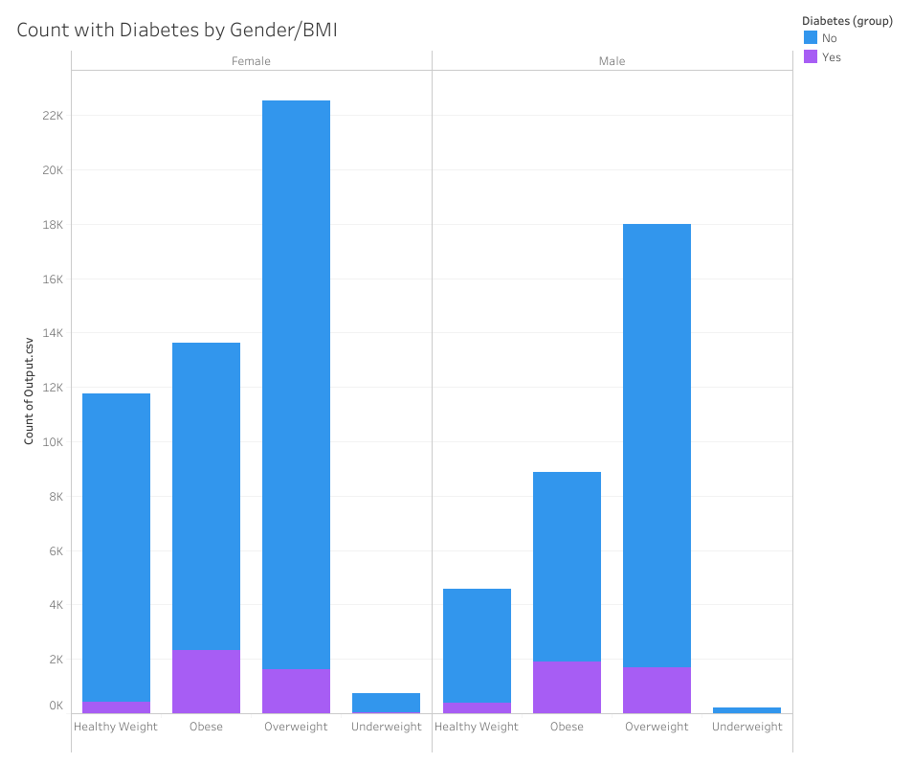 Count with Diabetes by Gender/BMI
Diabetes (group)
No
Yes
Female
Male
22K
20K
18K
16K
14K
12K
10K
8K
6K
4K
2K
0K
Count of Output.csv
Healthy Weight
Obese
Overweight
Underweight
Healthy Weight
Obese
Overweight
Underweight